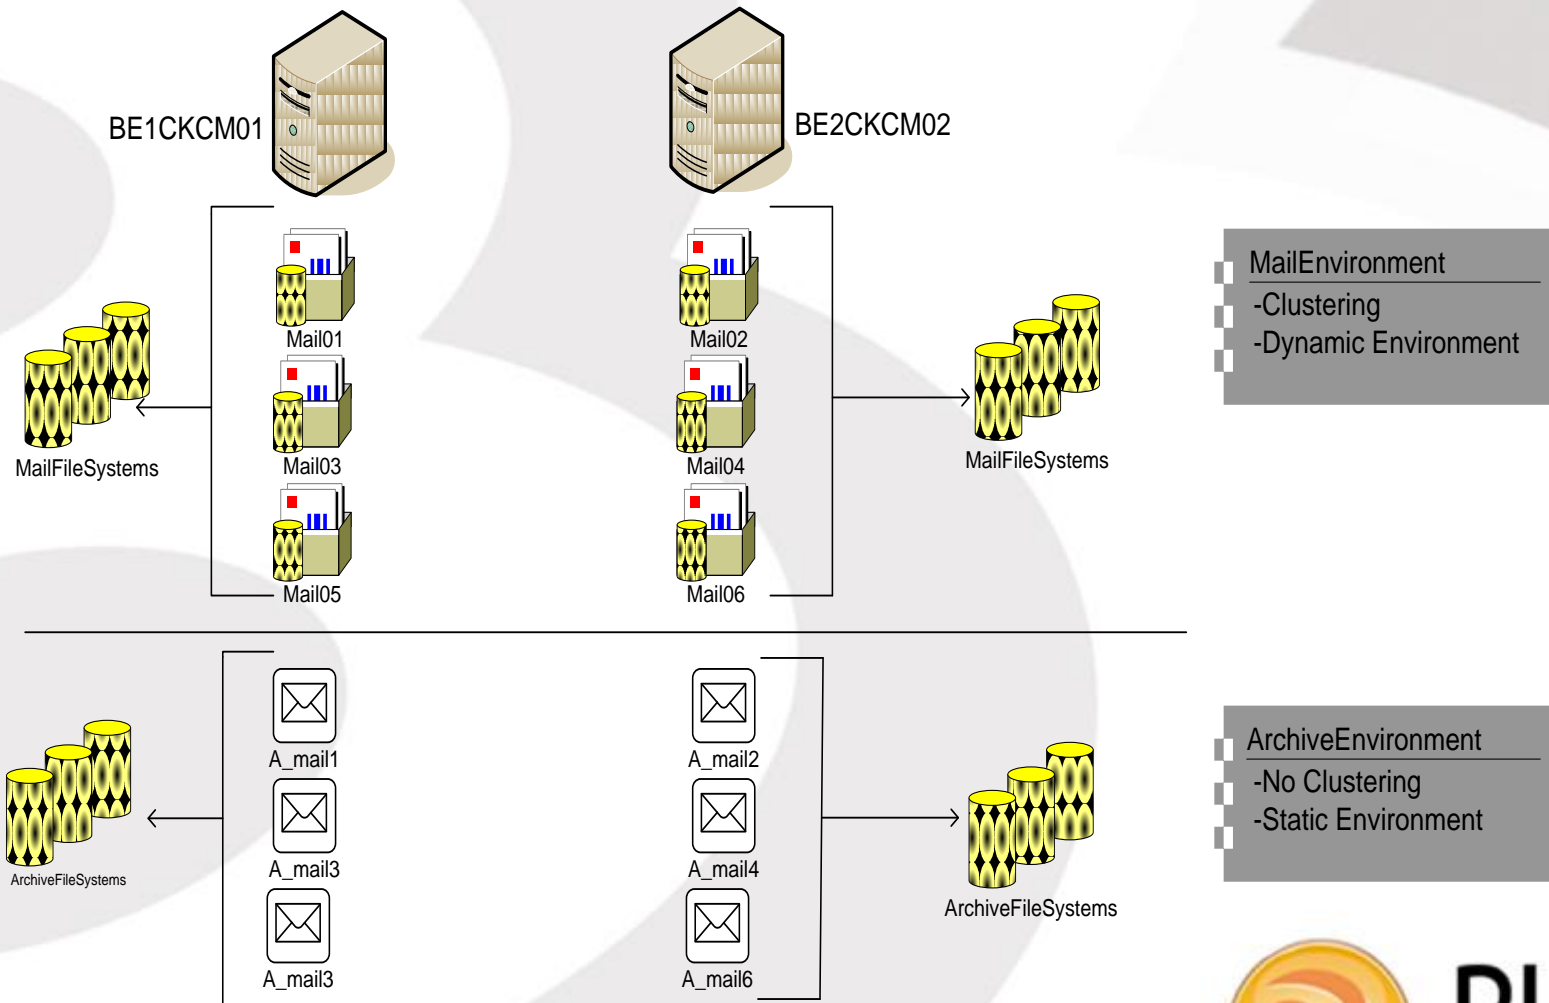 BE1CKCM01
BE2CKCM02
Mail01
Mail02
Mail03
Mail04
Mail05
Mail06
MailFileSystems
MailFileSystems
MailEnvironment
-Clustering
-Dynamic Environment
A_mail1
A_mail2
A_mail3
A_mail4
A_mail3
A_mail6
ArchiveFileSystems
ArchiveFileSystems
ArchiveEnvironment
-No Clustering
-Static Environment